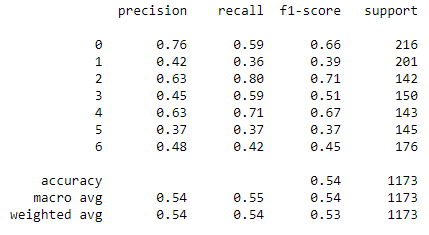 precision recall f1-score support
0 0.76 0.59 0.66 216
1 0.42 0.36 0.39 201
2 0.63 0.80 0.71 142
3 0.45 0.59 0.51 150
4 0.63 0.71 0.67 143
5 0.37 0.37 0.37 145
6 0.48 0.42 0.45 176
accuracy 0.54 1173
macro avg 0.54 0.55 0.54 1173
weighted avg 0.54 0.54 0.53 1173